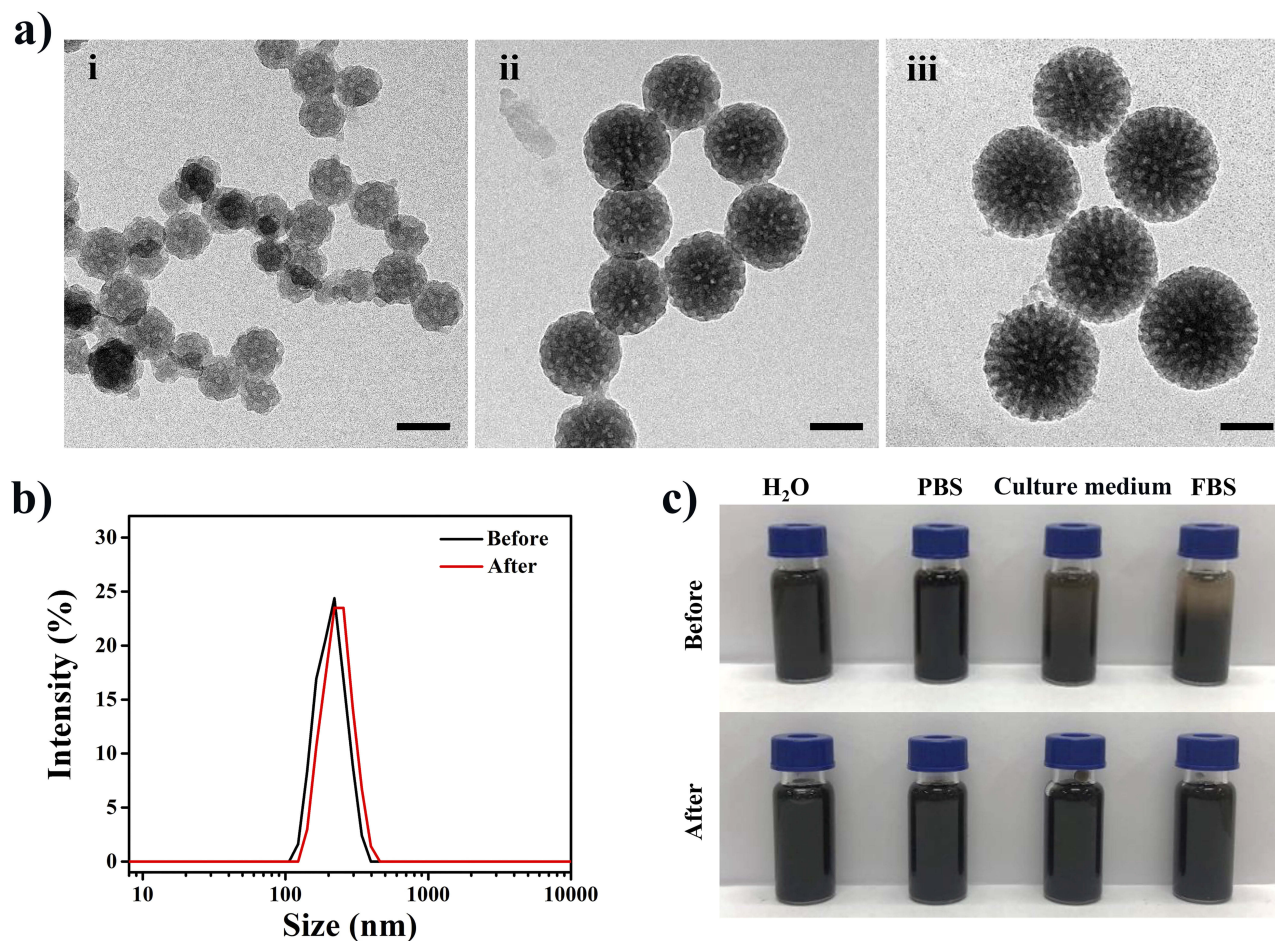 a)
i
ii
iii
b)
Before
After
30
25
20
15
10
5
0
Intensity (%)
10
100
1000
10000
Size (nm)
c)
H₂O
PBS
Culture medium
FBS
Before
After